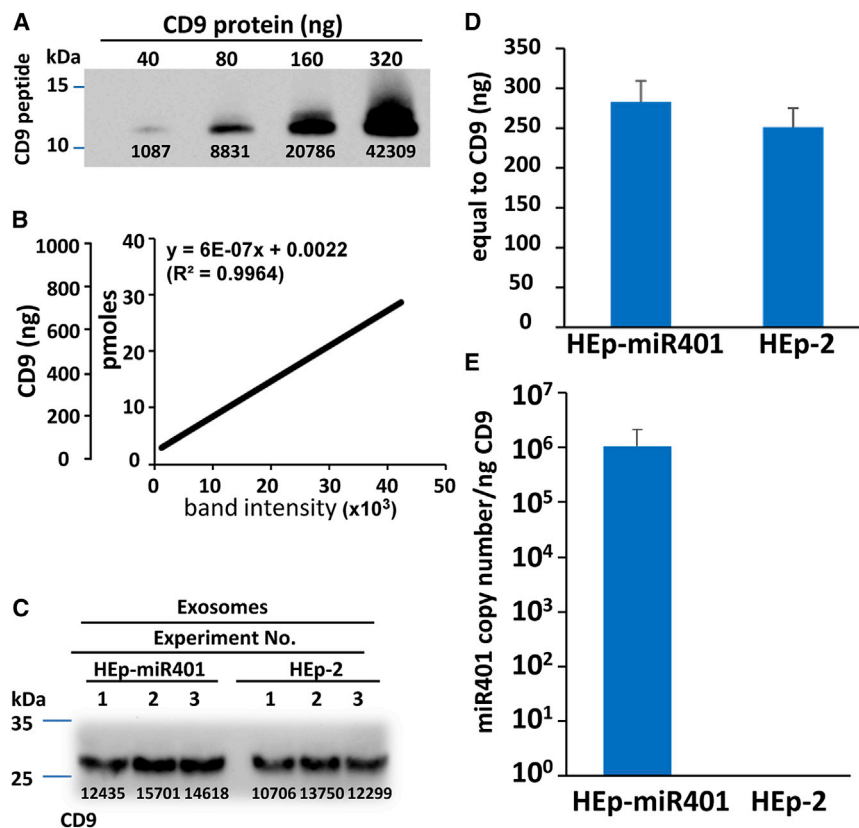 A
CD9 protein (ng)
kDa 40 80 160 320
CD9 peptide
15
10
1087 8831 20786 42309
B
CD9 (ng)
1000
800
600
400
200
0
pmoles
40
30
20
10
0
y = 6E-07x + 0.0022
(R² = 0.9964)
0 10 20 30 40 50
band intensity (x10³)
C
Exosomes
Experiment No.
HEp-miR401 HEp-2
kDa 1 2 3 1 2 3
35
25
12435 15701 14618 10706 13750 12299
CD9
D
equal to CD9 (ng)
350
300
250
200
150
100
50
0
HEp-miR401 HEp-2
E
miR401 copy number/ng CD9
10⁷
10⁶
10⁵
10⁴
10³
10²
10¹
10⁰
HEp-miR401 HEp-2